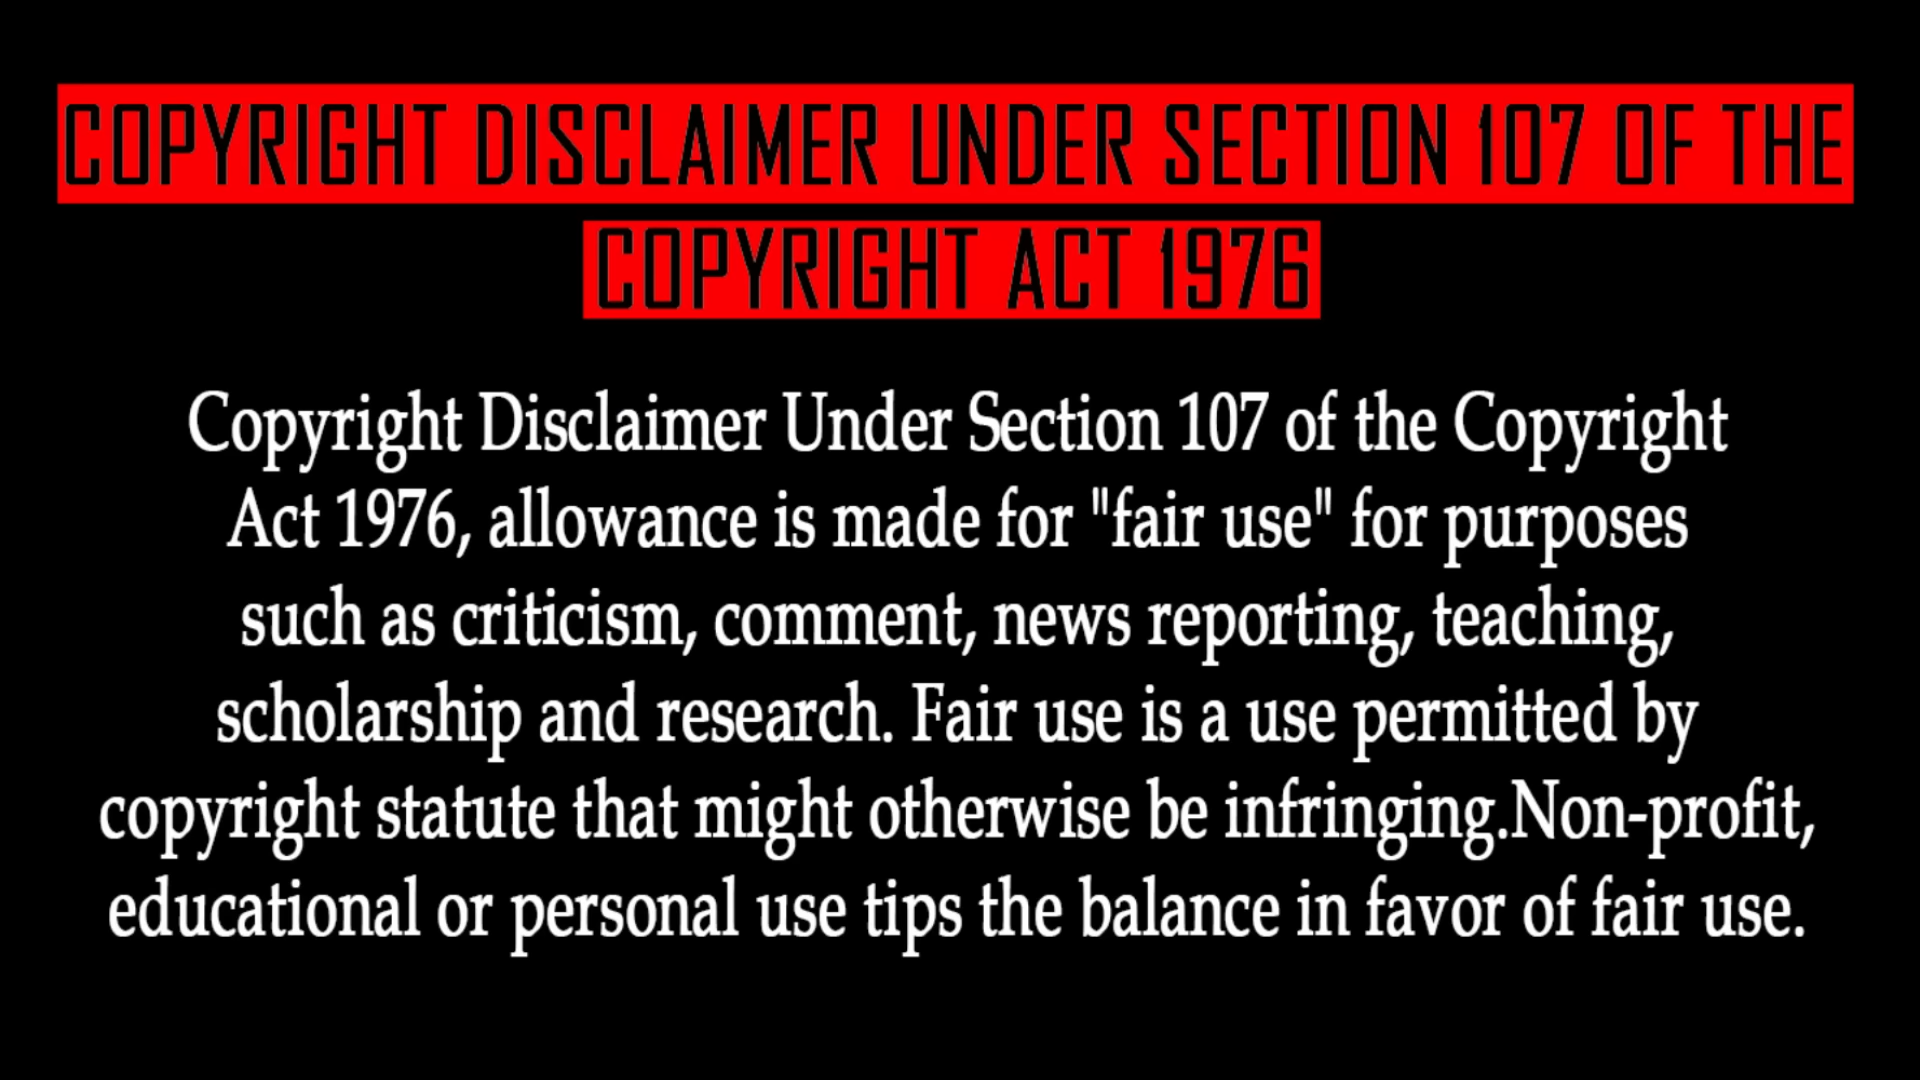 COPYRIGHT DISCLAIMER UNDER SECTION 107 OF THE
COPYRIGHT ACT 1976
Copyright Disclaimer Under Section 107 of the Copyright
Act 1976, allowance is made for "fair use" for purposes
such as criticism, comment, news reporting, teaching,
scholarship and research. Fair use is a use permitted by
copyright statute that might otherwise be infringing.Non-profit,
educational or personal use tips the balance in favor of fair use.